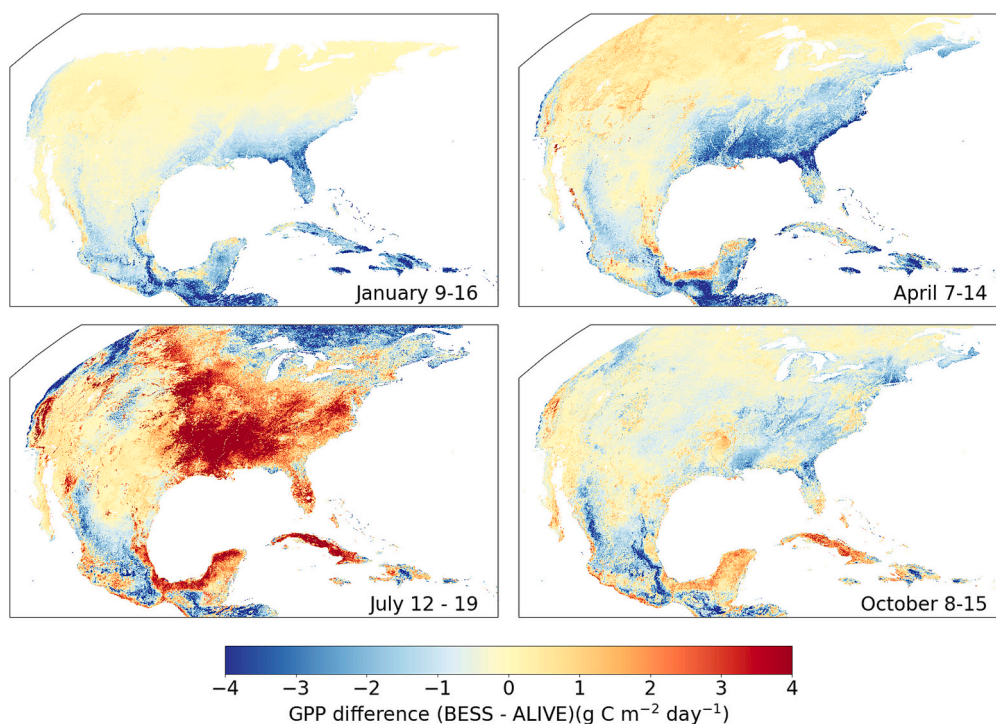 January 9-16
April 7-14
July 12 - 19
October 8-15
−4 −3 −2 −1 0 1 2 3 4
GPP difference (BESS - ALIVE)(g C m⁻² day⁻¹)